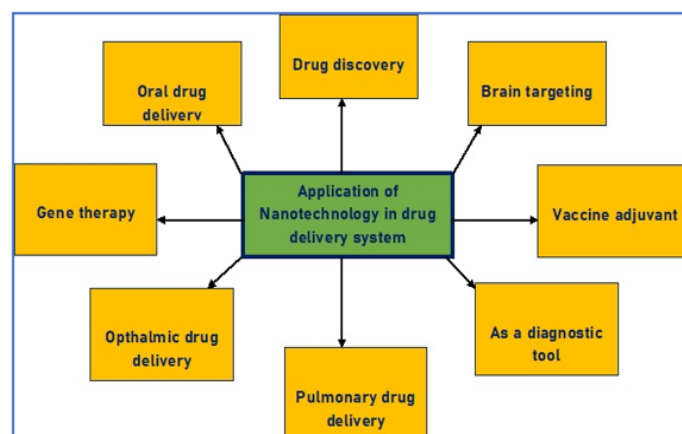 Drug discovery
Oral drug
delivery
Brain targeting
Gene therapy
Application of
Nanotechnology in drug
delivery system
Vaccine adjuvant
Opthalmic drug
delivery
As a diagnostic
tool
Pulmonary drug
delivery